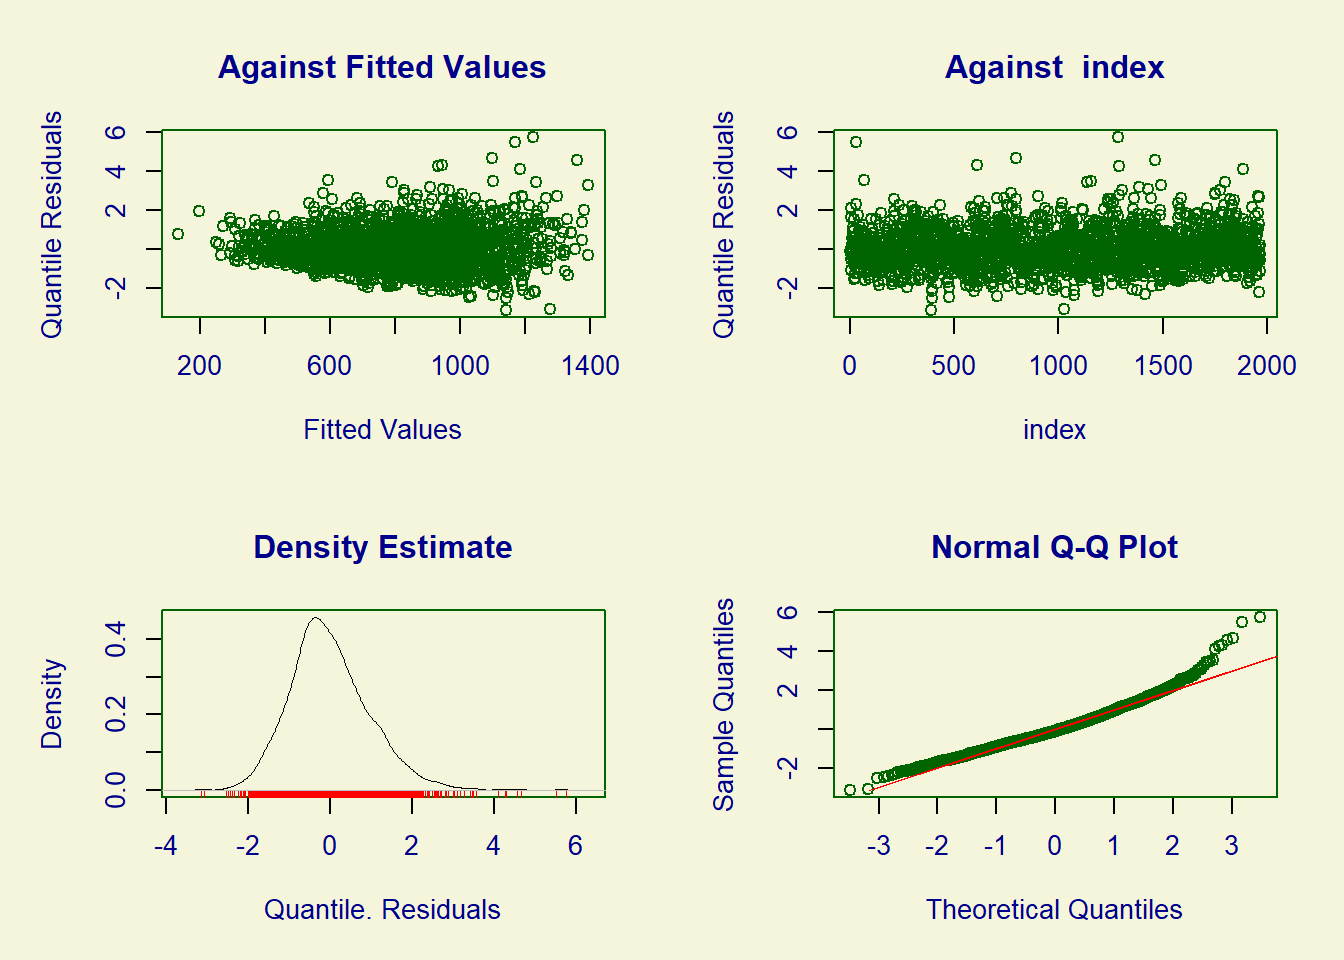 Against Fitted Values
Quantile Residuals
-2 2 4 6
200 600 1000 1400
Fitted Values
Against  index
Quantile Residuals
-2 2 4 6
0 500 1000 1500 2000
index
Density Estimate
Density
0.0 0.2 0.4
-4 -2 0 2 4 6
Quantile. Residuals
Normal Q-Q Plot
Sample Quantiles
-2 2 4 6
-3 -2 -1 0 1 2 3
Theoretical Quantiles